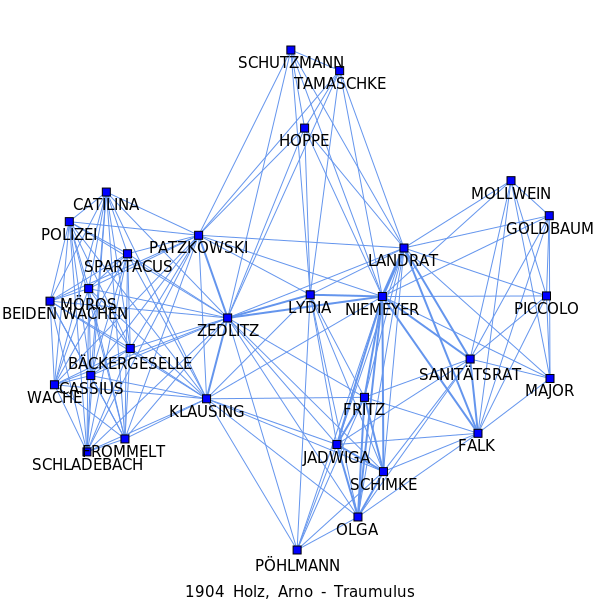 SCHUTZMANN
TAMASCHKE
HOPPE
MOLLWEIN
CATILINA
GOLDBAUM
POLIZEI
PATZKOWSKI
LANDRAT
SPARTACUS
MÖROS
LYDIA
NIEMEYER
PICCOLO
BEIDEN WACHEN
ZEDLITZ
BÄCKERGESELLE
SANITÄTSRAT
CASSIUS
MAJOR
WACHE
KLAUSING
FRITZ
FALK
FROMMELT
JADWIGA
SCHLADEBACH
SCHIMKE
OLGA
PÖHLMANN
1904 Holz, Arno - Traumulus